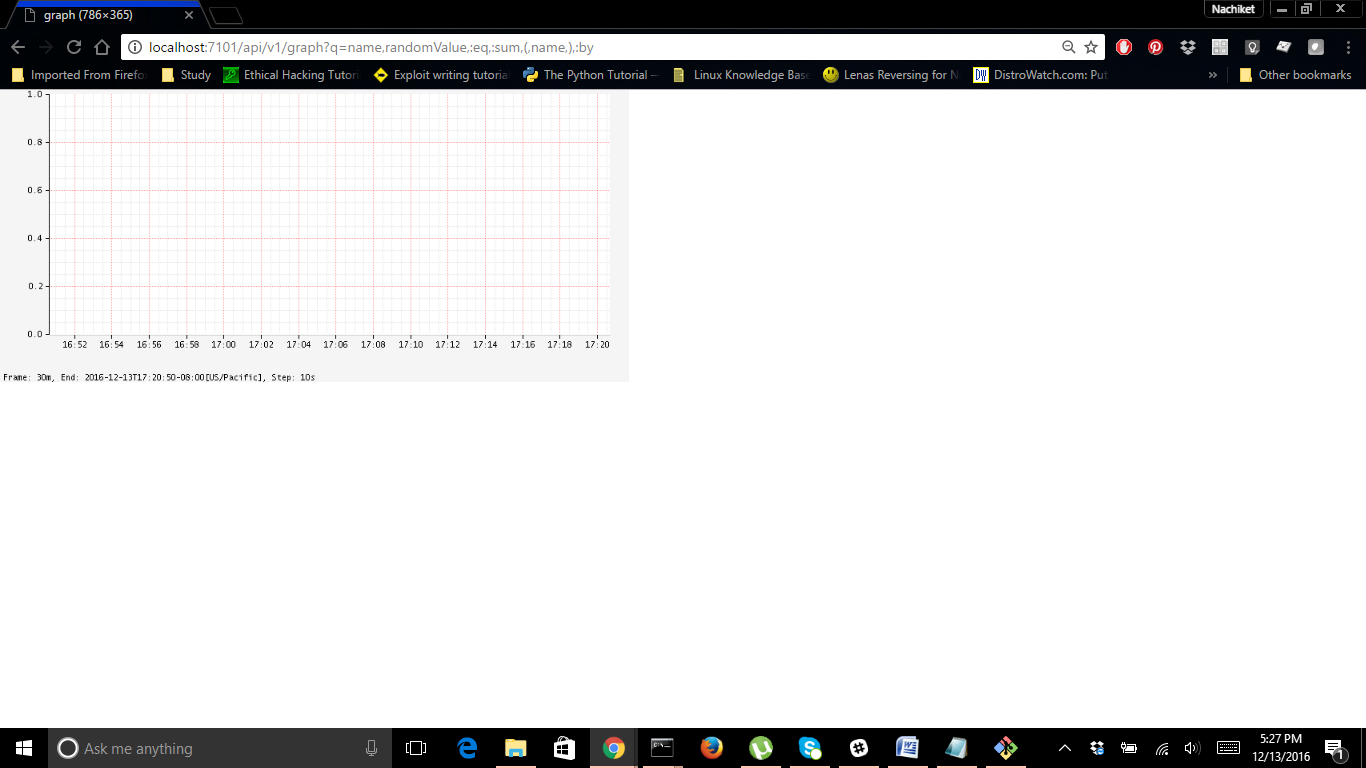 Nachiket
graph (786×365)
localhost:7101/api/v1/graph?q=name,randomValue,:eq,:sum,(,name,),:by
Imported From Firefo Study Ethical Hacking Tutori Exploit writing tutoria The Python Tutorial — Linux Knowledge Base Lenas Reversing for N DW DistroWatch.com: Put » Other bookmarks
1.0
0.8
0.6
0.4
0.2
0.0
16:52 16:54 16:56 16:58 17:00 17:02 17:04 17:06 17:08 17:10 17:12 17:14 17:16 17:18 17:20
Frame: 30m, End: 2016-12-13T17:20:50-08:00[US/Pacific], Step: 10s
Ask me anything
5:27 PM
12/13/2016
1